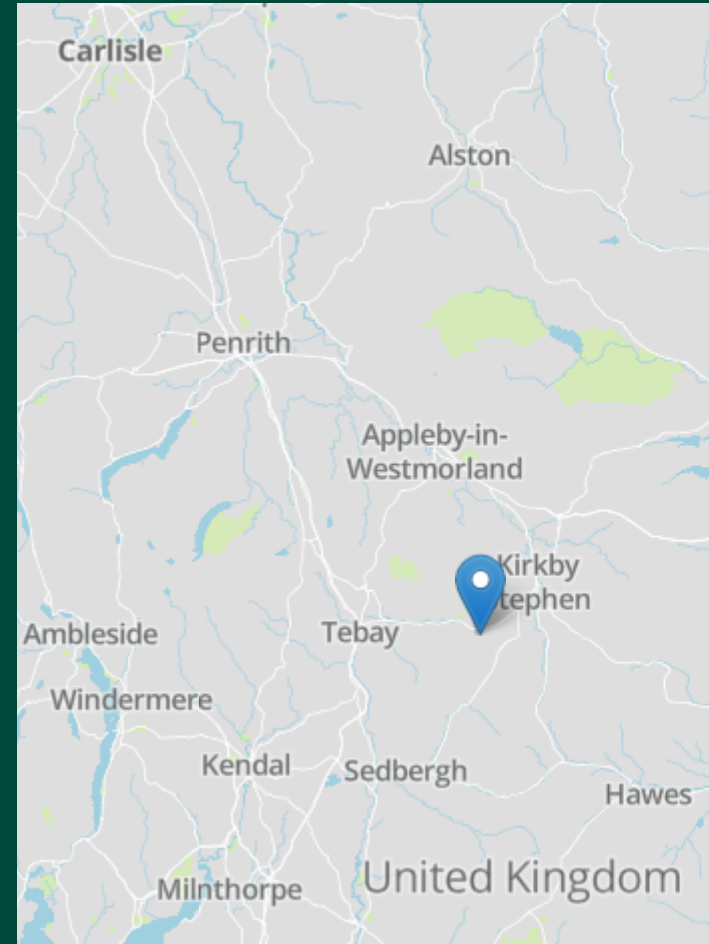 Carlisle
Alston
Penrith
Appleby-in-
Westmorland
Kirkby
tephen
Ambleside
Tebay
Windermere
Kendal
Sedbergh
Hawes
United Kingdom
Milnthorpe